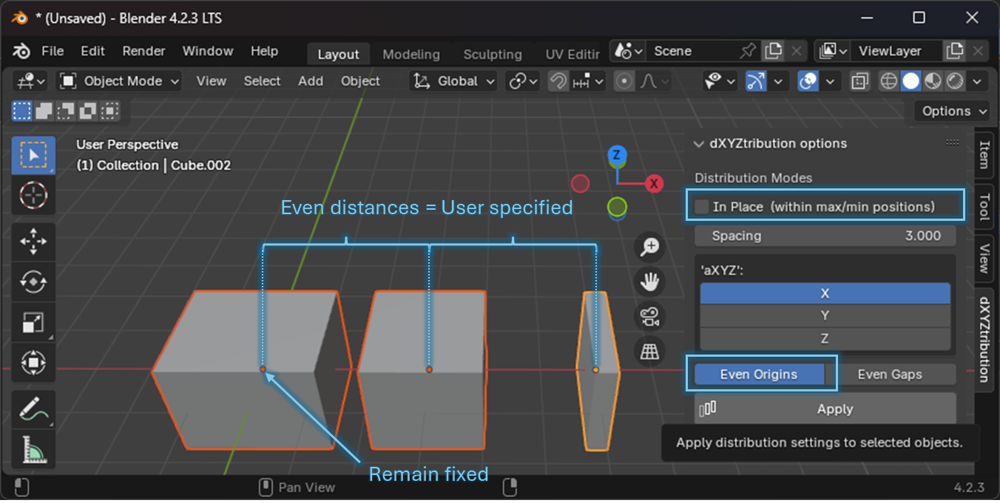 * (Unsaved) - Blender 4.2.3 LTS
File Edit Render Window Help Layout Modeling Sculpting UV Editin Scene ViewLayer
Object Mode View Select Add Object Global
Options
User Perspective
(1) Collection | Cube.002
Z
X
Even distances = User specified
Remain fixed
dXYZtribution options
Distribution Modes
In Place (within max/min positions)
Spacing 3.000
'aXYZ':
X
Y
Z
Even Origins Even Gaps
Apply
Apply distribution settings to selected objects.
Item
Tool
View
dXYZtribution
Pan View
4.2.3